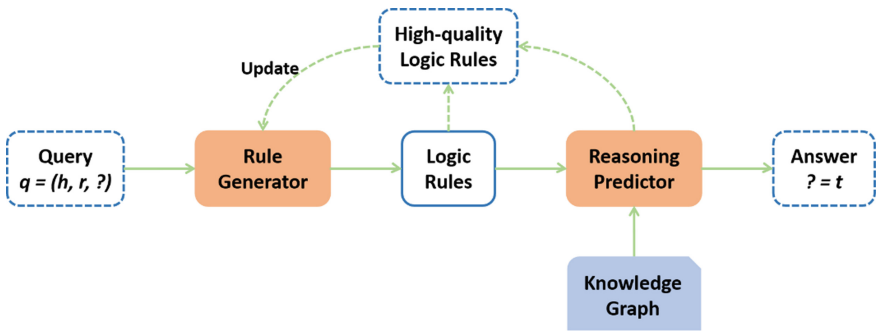 High-quality
Logic Rules
Update
Query
q = (h, r, ?)
Rule
Generator
Logic
Rules
Reasoning
Predictor
Answer
? = t
Knowledge
Graph